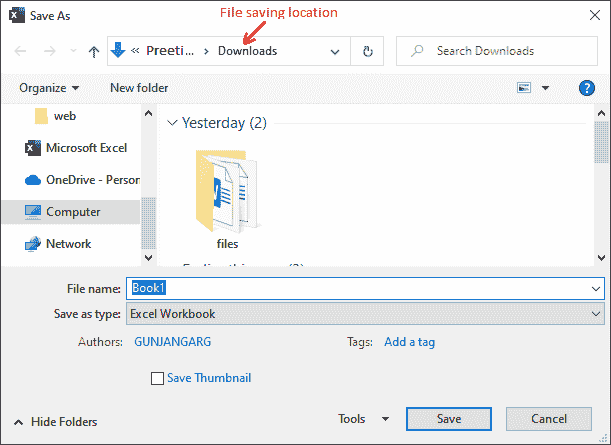 File saving location
Save As
« Preeti... > Downloads
Search Downloads
Organize
New folder
web
Microsoft Excel
OneDrive - Person
Computer
Network
Yesterday (2)
files
File name: Book1
Save as type: Excel Workbook
Authors: GUNJANGARG
Tags: Add a tag
Save Thumbnail
Hide Folders
Tools
Save
Cancel